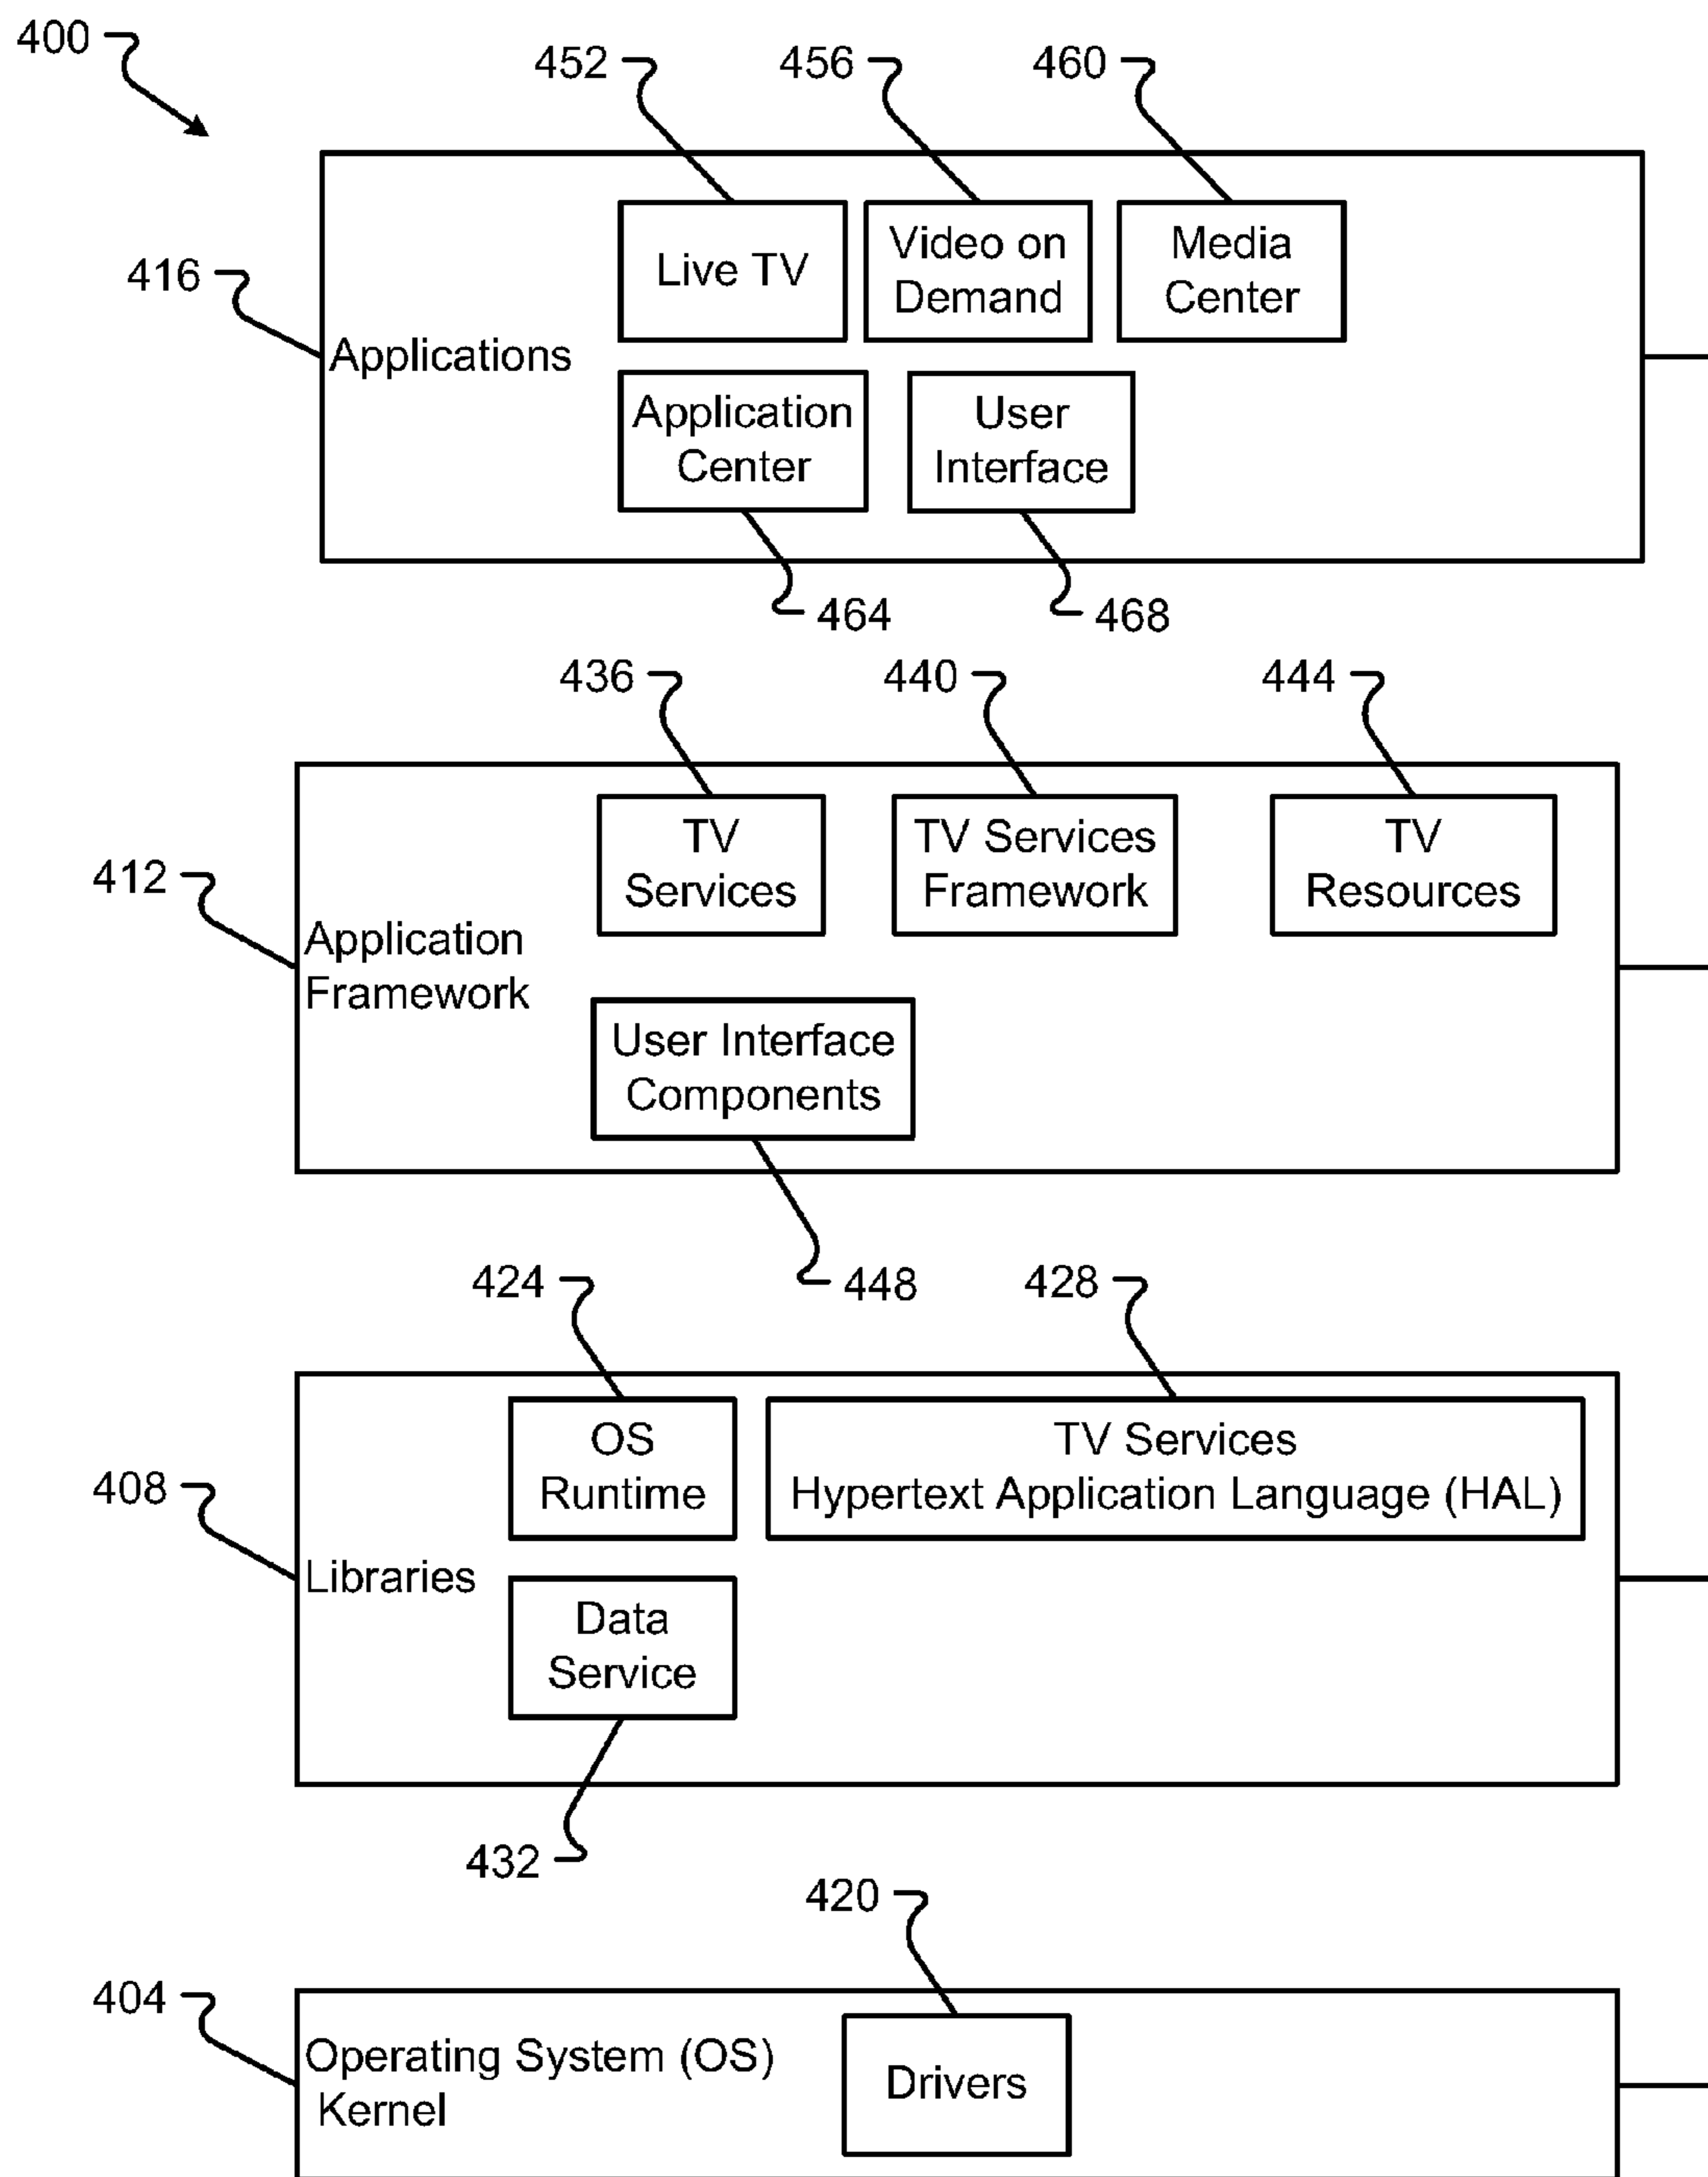 400
452
456
460
416
Applications
Live TV
Video on
Demand
Media
Center
Application
Center
User
Interface
464
468
436
440
444
412
Application
Framework
TV
Services
TV Services
Framework
TV
Resources
User Interface
Components
448
424
428
408
Libraries
OS
Runtime
TV Services
Hypertext Application Language (HAL)
Data
Service
432
420
404
Operating System (OS)
Kernel
Drivers